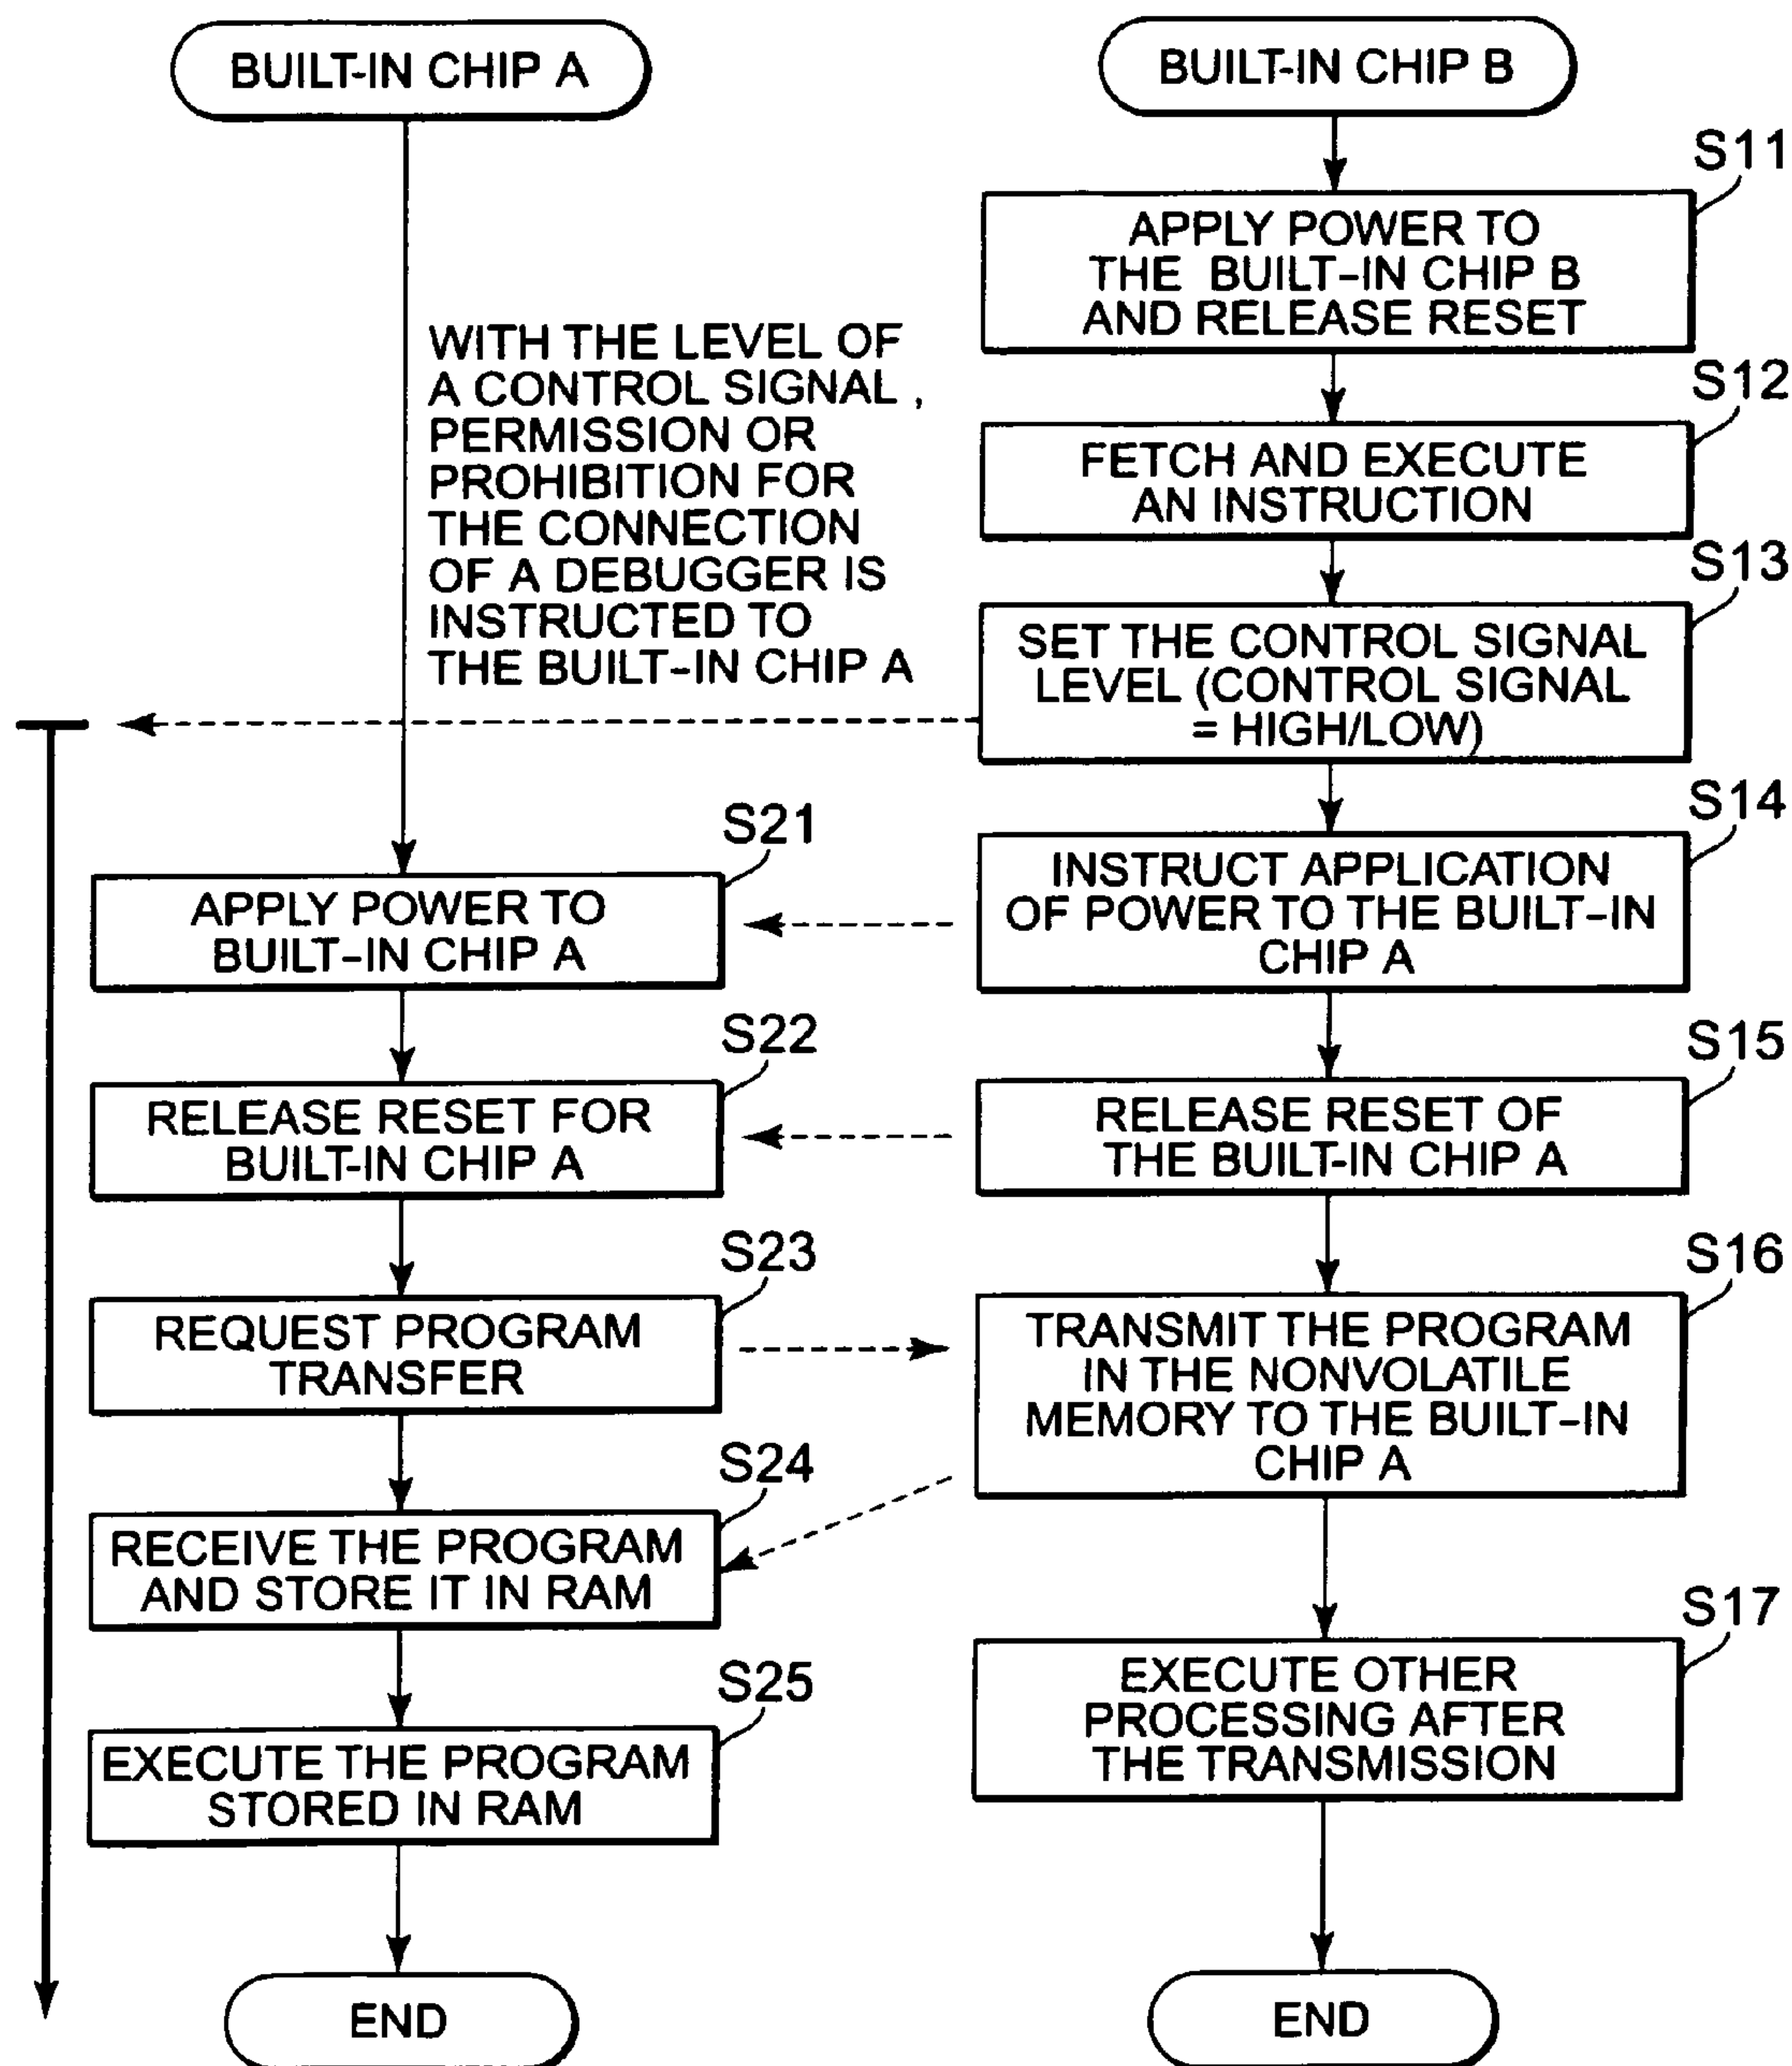 BUILT-IN CHIP A
WITH THE LEVEL OF
A CONTROL SIGNAL ,
PERMISSION OR
PROHIBITION FOR
THE CONNECTION
OF A DEBUGGER IS
INSTRUCTED TO
THE BUILT-IN CHIP A
S21
APPLY POWER TO
BUILT-IN CHIP A
S22
RELEASE RESET FOR
BUILT-IN CHIP A
S23
REQUEST PROGRAM
TRANSFER
S24
RECEIVE THE PROGRAM
AND STORE IT IN RAM
S25
EXECUTE THE PROGRAM
STORED IN RAM
END
BUILT-IN CHIP B
S11
APPLY POWER TO
THE BUILT-IN CHIP B
AND RELEASE RESET
S12
FETCH AND EXECUTE
AN INSTRUCTION
S13
SET THE CONTROL SIGNAL
LEVEL (CONTROL SIGNAL
= HIGH/LOW)
S14
INSTRUCT APPLICATION
OF POWER TO THE BUILT-IN
CHIP A
S15
RELEASE RESET OF
THE BUILT-IN CHIP A
S16
TRANSMIT THE PROGRAM
IN THE NONVOLATILE
MEMORY TO THE BUILT-IN
CHIP A
S17
EXECUTE OTHER
PROCESSING AFTER
THE TRANSMISSION
END